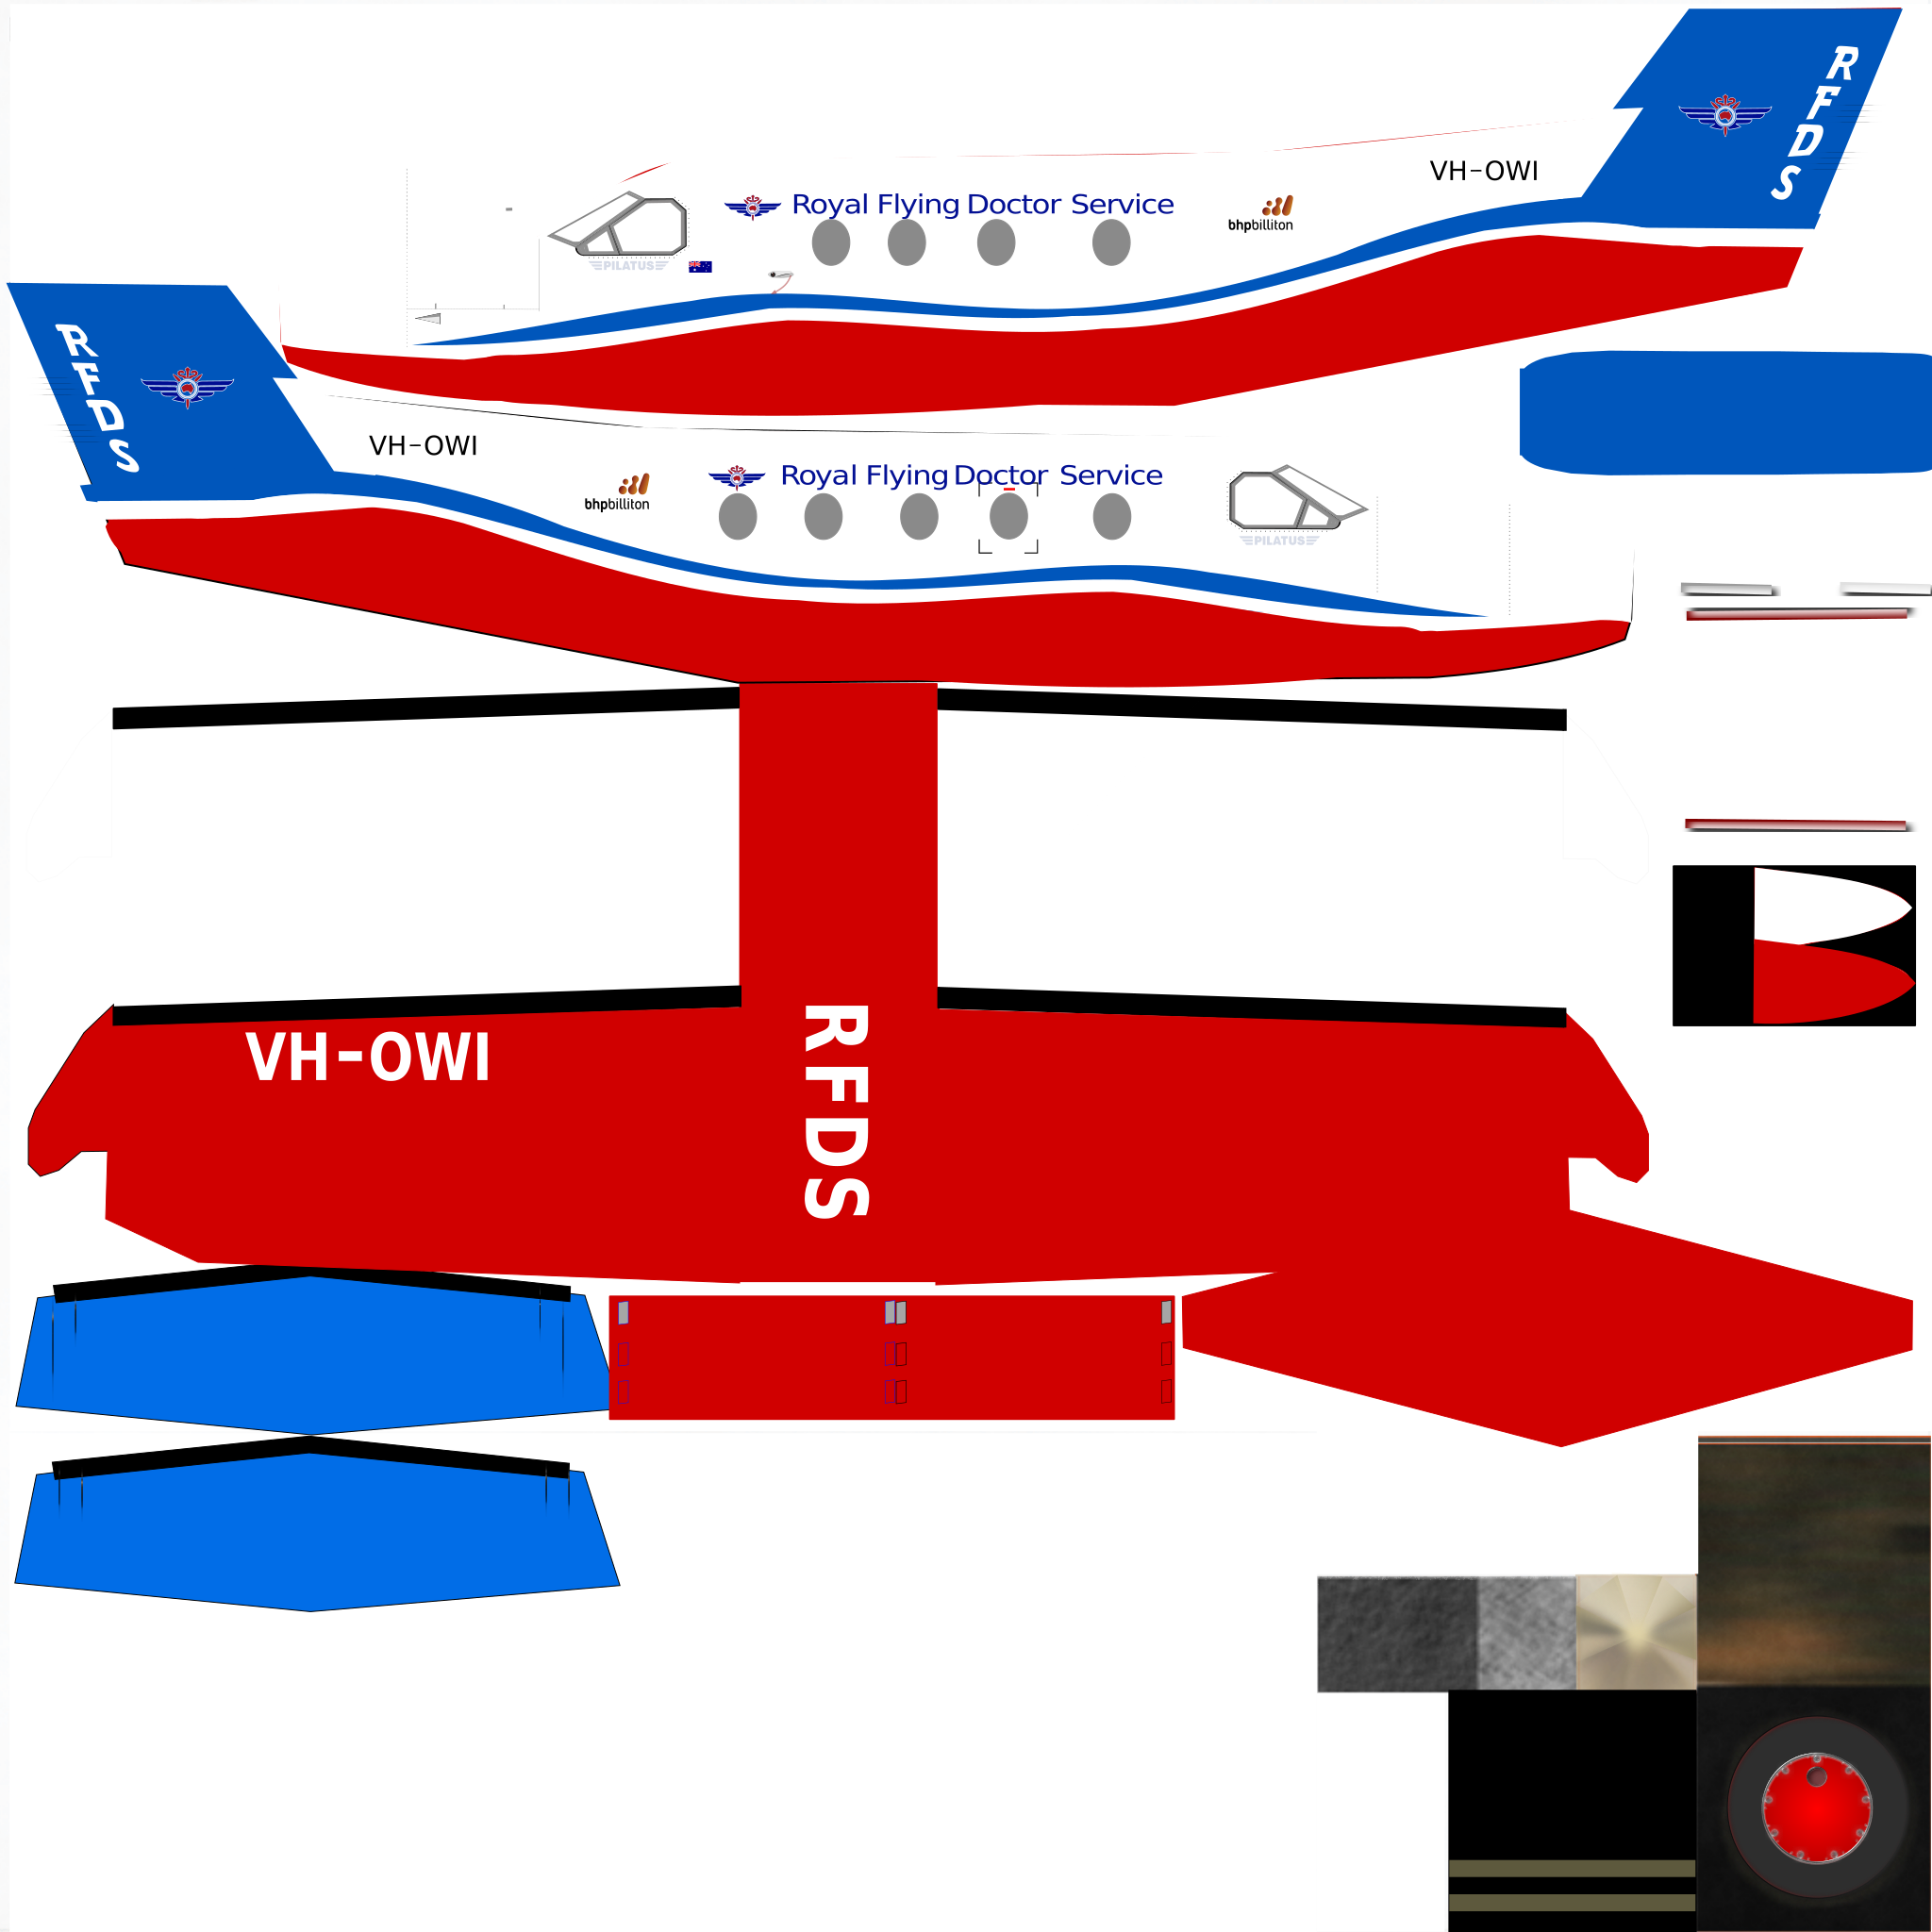 RFDS
VH-OWI
Royal Flying Doctor Service
bhpbilliton
PILATUS
RFDS
VH-OWI
Royal Flying Doctor Service
bhpbilliton
PILATUS
VH-OWI
RFDS